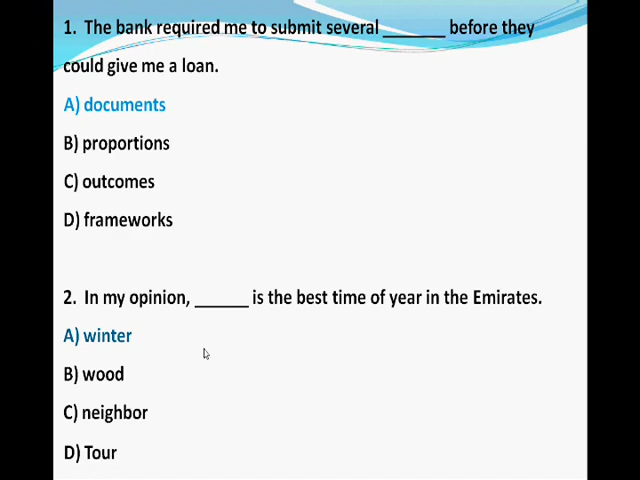 1. The bank required me to submit several ______ before they
could give me a loan.
A) documents
B) proportions
C) outcomes
D) frameworks
2. In my opinion, ______ is the best time of year in the Emirates.
A) winter
B) wood
C) neighbor
D) Tour